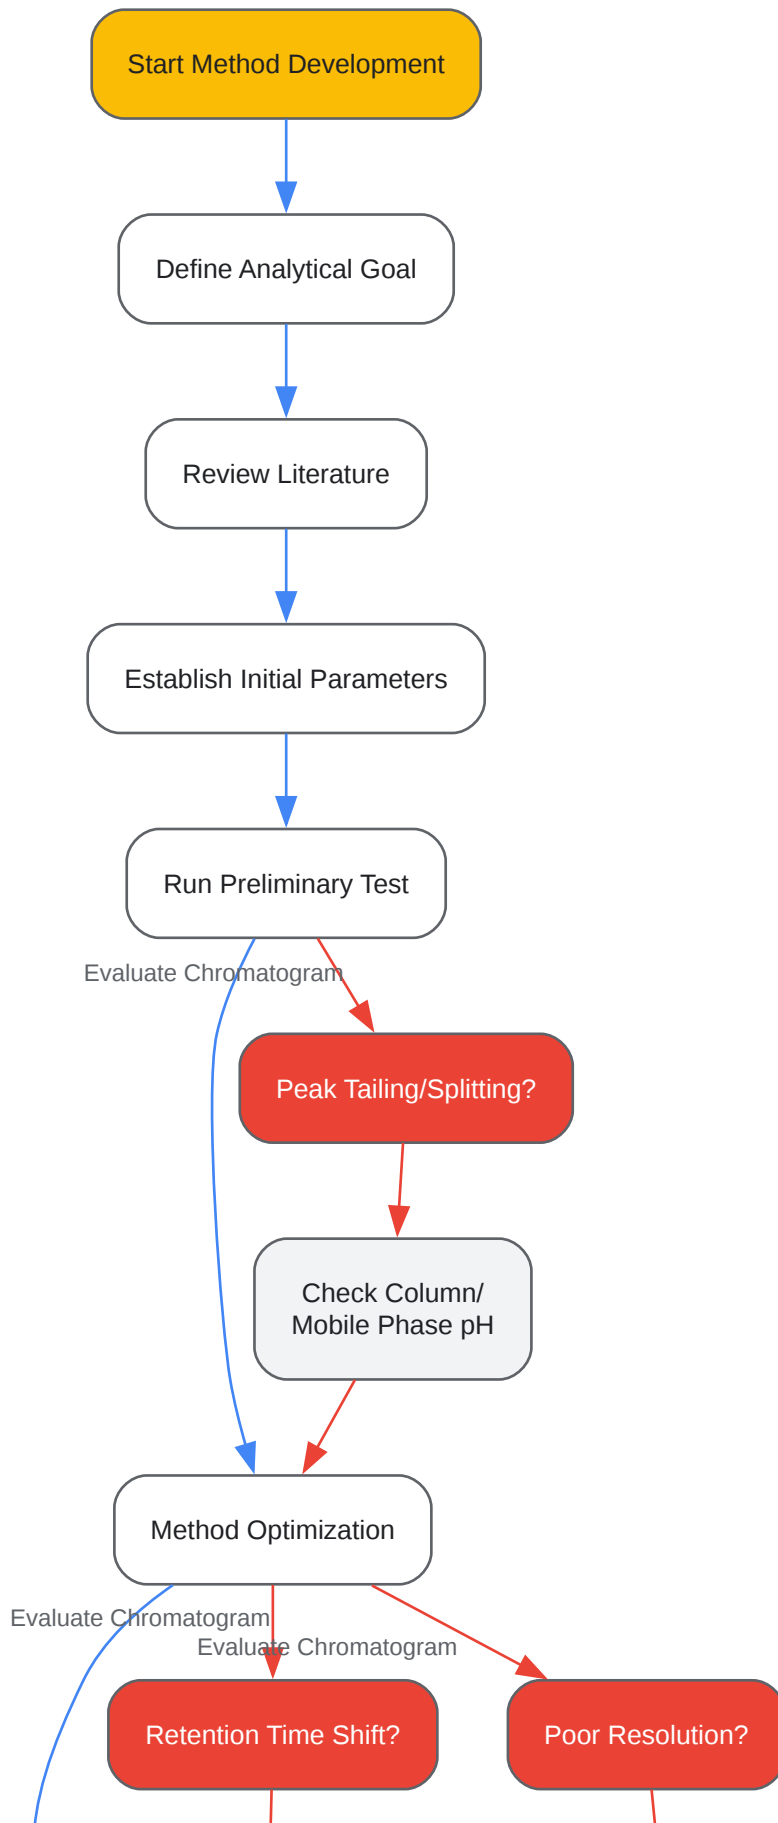 Start Method Development
Define Analytical Goal
Review Literature
Establish Initial Parameters
Run Preliminary Test
Evaluate Chromatogram
Peak Tailing/Splitting?
Check Column/
Mobile Phase pH
Method Optimization
Evaluate Chromatogram
Evaluate Chromatogram
Retention Time Shift?
Poor Resolution?